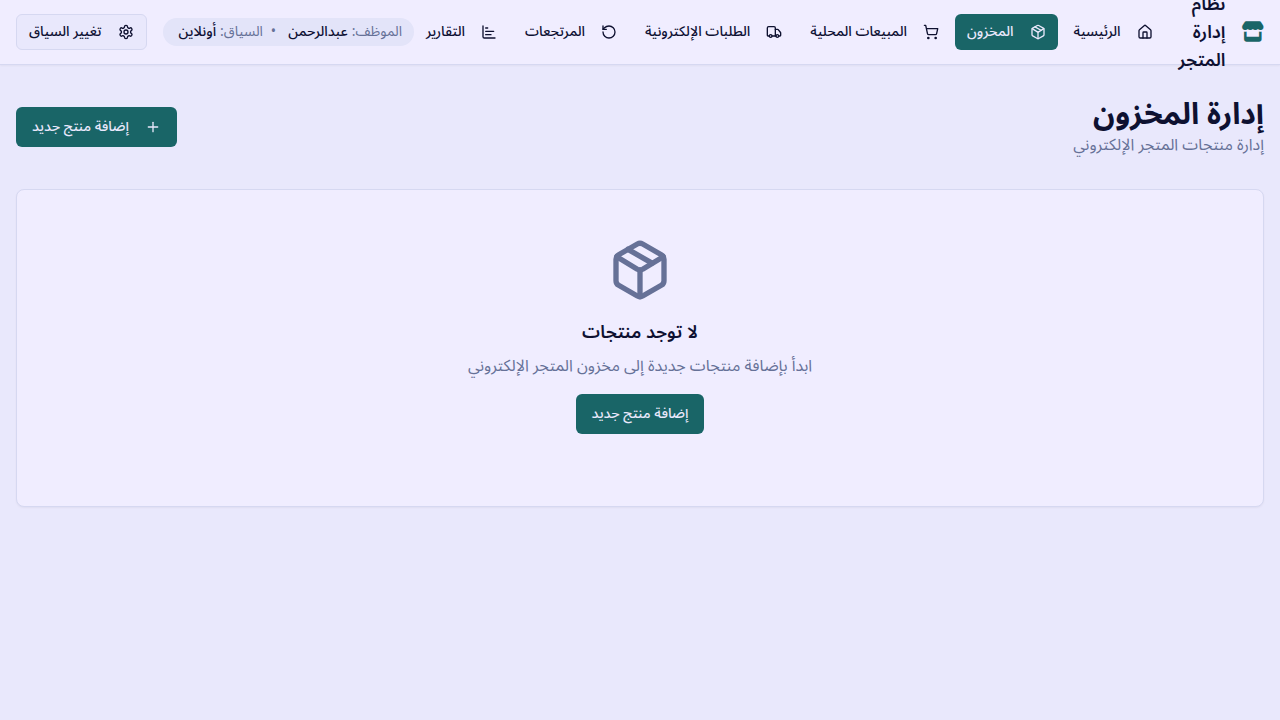 نظام
إدارة
المتجر
الرئيسية
المخزون
المبيعات المحلية
الطلبات الإلكترونية
المرتجعات
التقارير
الموظف: عبدالرحمن • السياق: أونلاين
تغيير السياق
إدارة المخزون
إدارة منتجات المتجر الإلكتروني
إضافة منتج جديد
لا توجد منتجات
ابدأ بإضافة منتجات جديدة إلى مخزون المتجر الإلكتروني
إضافة منتج جديد